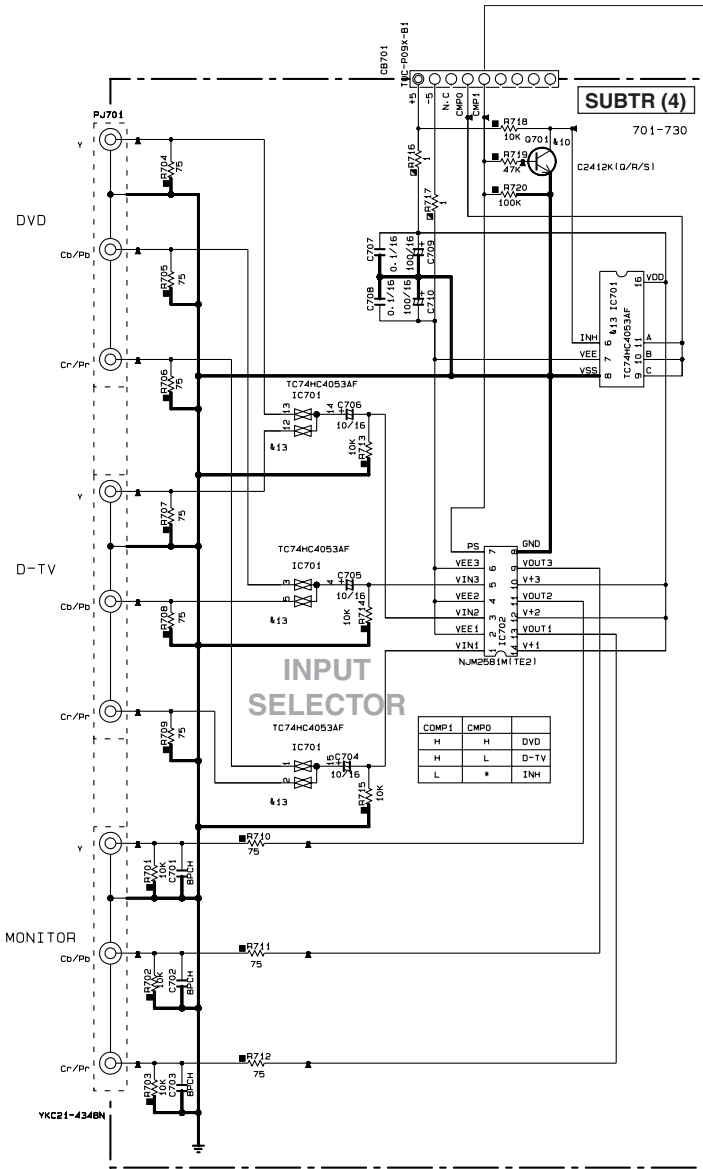 CB701
TUC-P09X-B1
+5
-5
N.C
CMP0
CMP1
SUBTR (4)
701-730
PJ701
Y
R704
75
DVD
Cb/Pb
R705
75
Cr/Pr
R706
75
R716
1
R717
1
R718
10K
Q701
&10
R719
47K
C2412K(Q/R/S)
R720
100K
C707
0.1/16
100/16
C709
C708
0.1/16
100/16
C710
16
VDD
TC74HC4053AF
&13 IC701
INH
6
11
A
VEE
7
10
B
VSS
8
9
C
TC74HC4053AF
IC701
13
12
14
C706
10/16
&13
10K
R713
Y
R707
75
D-TV
Cb/Pb
R708
75
Cr/Pr
R709
75
TC74HC4053AF
IC701
3
5
4
C705
10/16
&13
10K
R714
INPUT
SELECTOR
TC74HC4053AF
IC701
1
2
15
C704
10/16
&13
R715
10K
PS
7
8
GND
VEE3
6
9
VOUT3
VIN3
5
10
V+3
VEE2
4
11
VOUT2
VIN2
3
12
V+2
VEE1
2
13
VOUT1
VIN1
1
14
V+1
IC702
NJM2581M(TE2)
COMP1 CMP0
H H DVD
H L D-TV
L * INH
Y
R710
75
R701
10K
C701
8PCH
MONITOR
Cb/Pb
R711
75
R702
10K
C702
8PCH
Cr/Pr
R712
75
R703
10K
C703
8PCH
YKC21-4348N